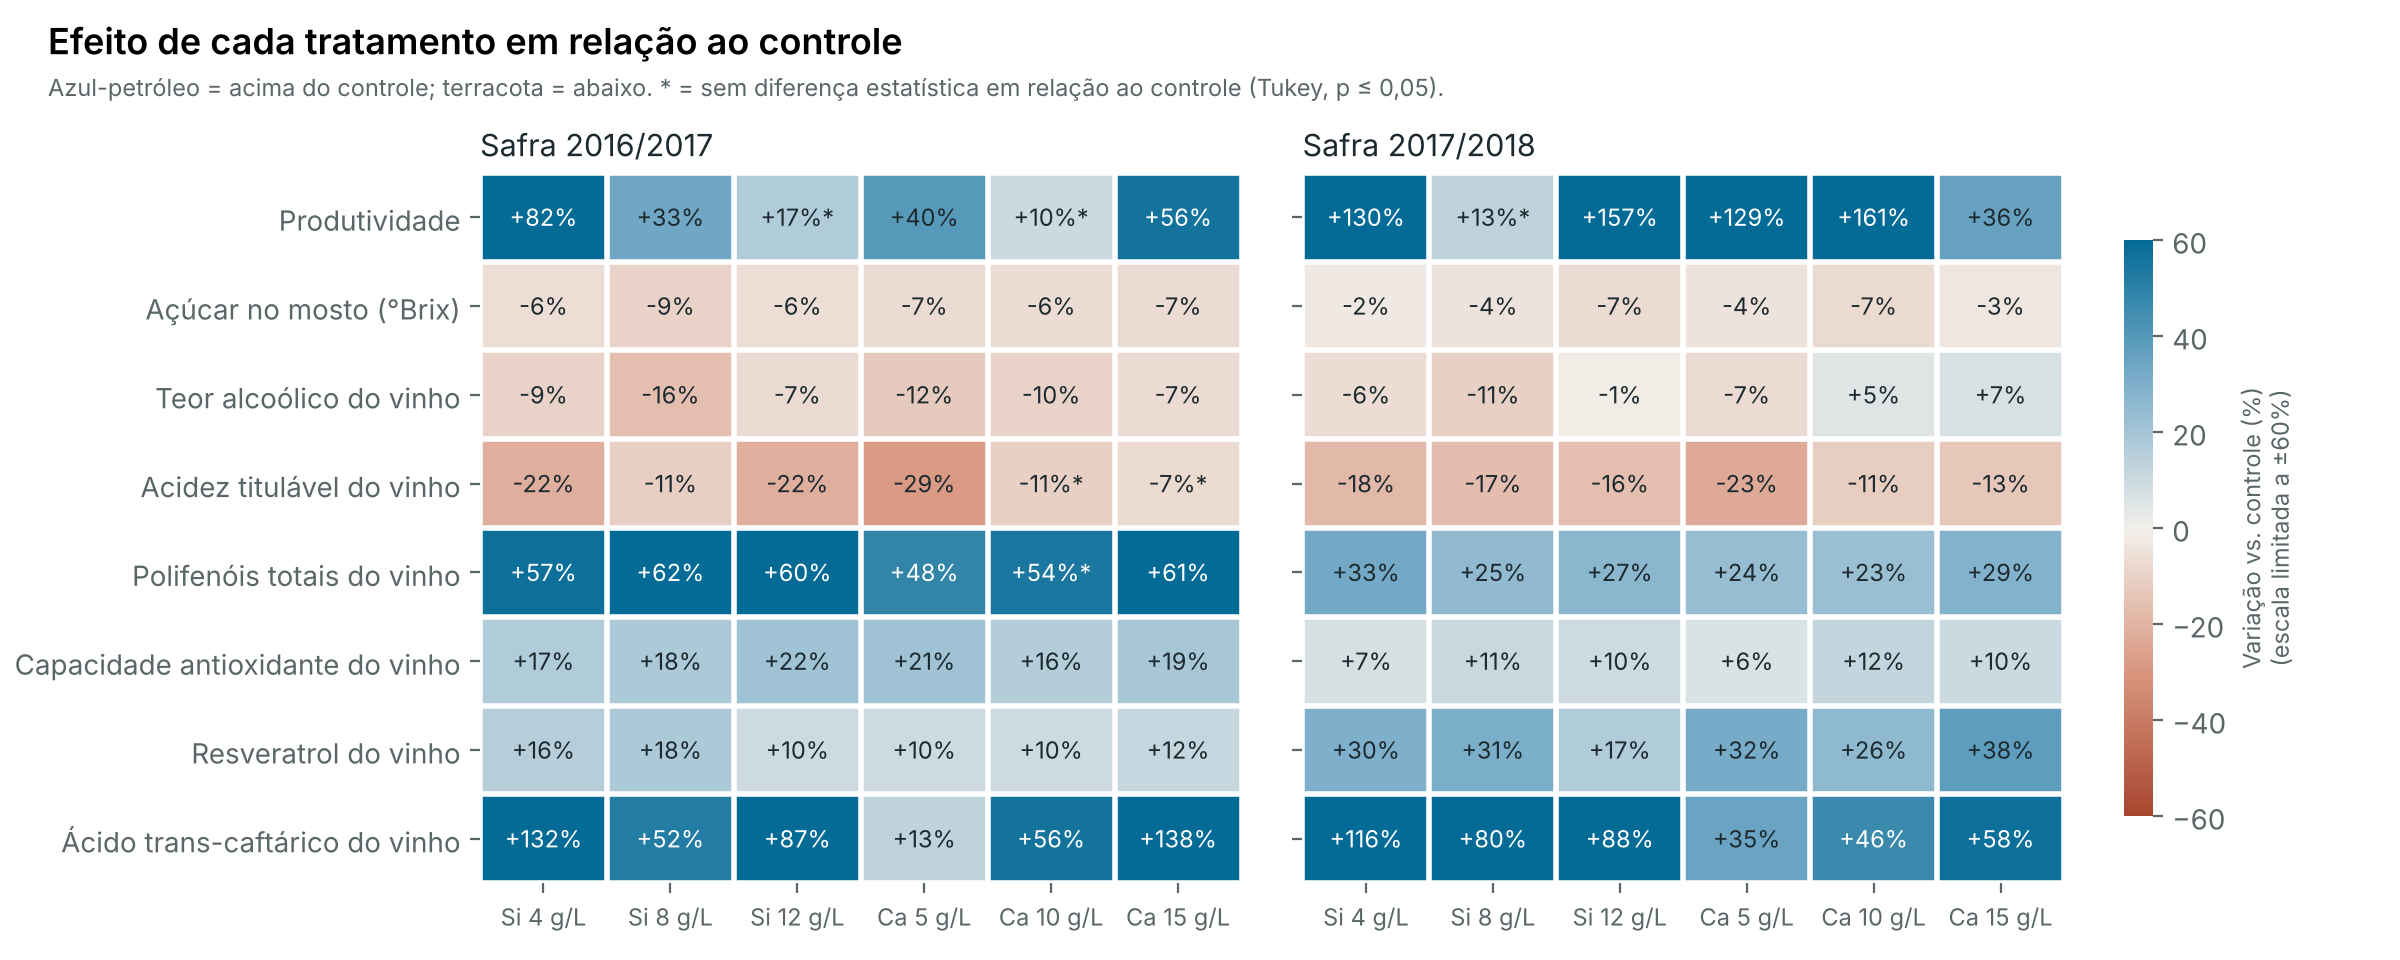 Efeito de cada tratamento em relação ao controle
Azul-petróleo = acima do controle; terracota = abaixo. * = sem diferença estatística em relação ao controle (Tukey, p ≤ 0,05).
Safra 2016/2017 Safra 2017/2018
Produtividade +82% +33% +17%* +40% +10%* +56% +130% +13%* +157% +129% +161% +36%
Açúcar no mosto (°Brix) -6% -9% -6% -7% -6% -7% -2% -4% -7% -4% -7% -3%
Teor alcoólico do vinho -9% -16% -7% -12% -10% -7% -6% -11% -1% -7% +5% +7%
Acidez titulável do vinho -22% -11% -22% -29% -11%* -7%* -18% -17% -16% -23% -11% -13%
Polifenóis totais do vinho +57% +62% +60% +48% +54%* +61% +33% +25% +27% +24% +23% +29%
Capacidade antioxidante do vinho +17% +18% +22% +21% +16% +19% +7% +11% +10% +6% +12% +10%
Resveratrol do vinho +16% +18% +10% +10% +10% +12% +30% +31% +17% +32% +26% +38%
Ácido trans-caftárico do vinho +132% +52% +87% +13% +56% +138% +116% +80% +88% +35% +46% +58%
Si 4 g/L Si 8 g/L Si 12 g/L Ca 5 g/L Ca 10 g/L Ca 15 g/L Si 4 g/L Si 8 g/L Si 12 g/L Ca 5 g/L Ca 10 g/L Ca 15 g/L
60
40
20
0
−20
−40
−60
Variação vs. controle (%)
(escala limitada a ±60%)